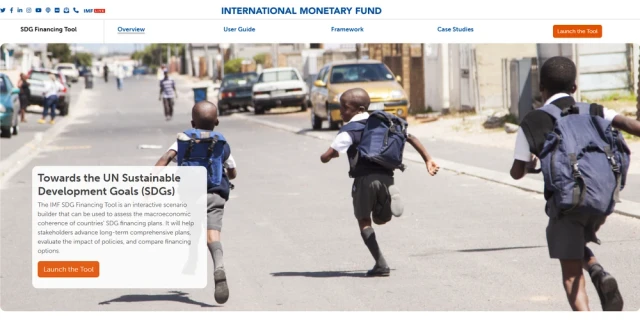 IMF LIVE
INTERNATIONAL MONETARY FUND
SDG Financing Tool
Overview
User Guide
Framework
Case Studies
Launch the Tool
Towards the UN Sustainable
Development Goals (SDGs)
The IMF SDG Financing Tool is an interactive scenario
builder that can be used to assess the macroeconomic
coherence of countries' SDG financing plans. It will help
stakeholders advance long-term comprehensive plans,
evaluate the impact of policies, and compare financing
options.
Launch the Tool